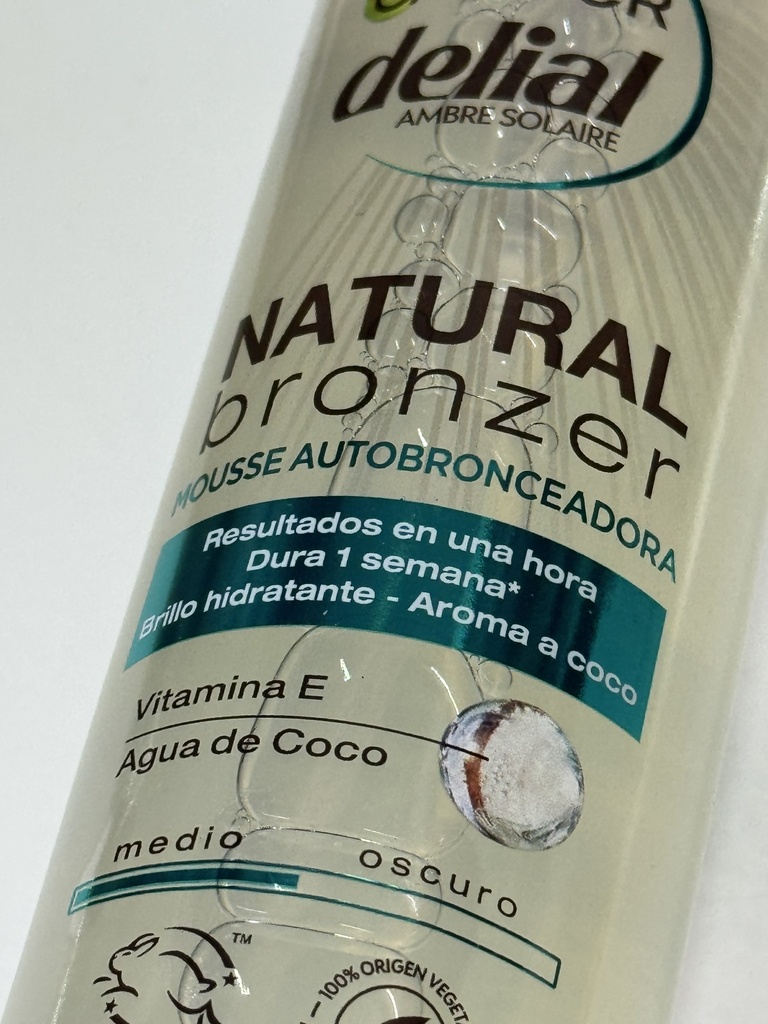 delial
AMBRE SOLAIRE
NATURAL
bronzer
MOUSSE AUTOBRONCEADORA
Resultados en una hora
Dura 1 semana*
Brillo hidratante - Aroma a coco
Vitamina E
Agua de Coco
medio oscuro
TM
100% ORIGEN